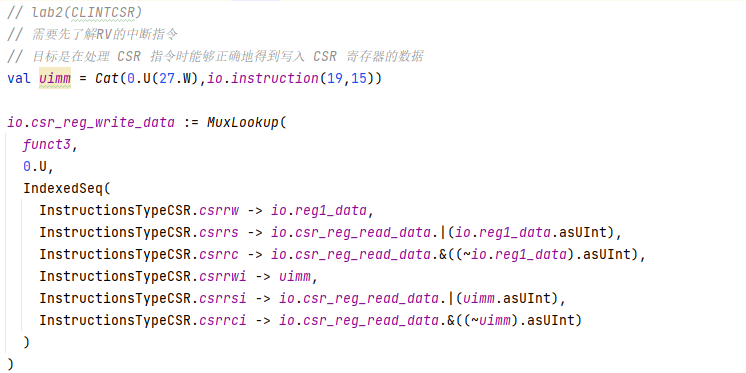 // lab2(CLINTCSR)
// 需要先了解RV的中断指令
// 目标是在处理 CSR 指令时能够正确地得到写入 CSR 寄存器的数据
val uimm = Cat(0.U(27.W),io.instruction(19,15))
io.csr_reg_write_data := MuxLookup(
funct3,
0.U,
IndexedSeq(
InstructionsTypeCSR.csrrw -> io.reg1_data,
InstructionsTypeCSR.csrrs -> io.csr_reg_read_data.|(io.reg1_data.asUInt),
InstructionsTypeCSR.csrrc -> io.csr_reg_read_data.&((~io.reg1_data).asUInt),
InstructionsTypeCSR.csrrwi -> uimm,
InstructionsTypeCSR.csrrsi -> io.csr_reg_read_data.|(uimm.asUInt),
InstructionsTypeCSR.csrrci -> io.csr_reg_read_data.&((~uimm).asUInt)
)
)